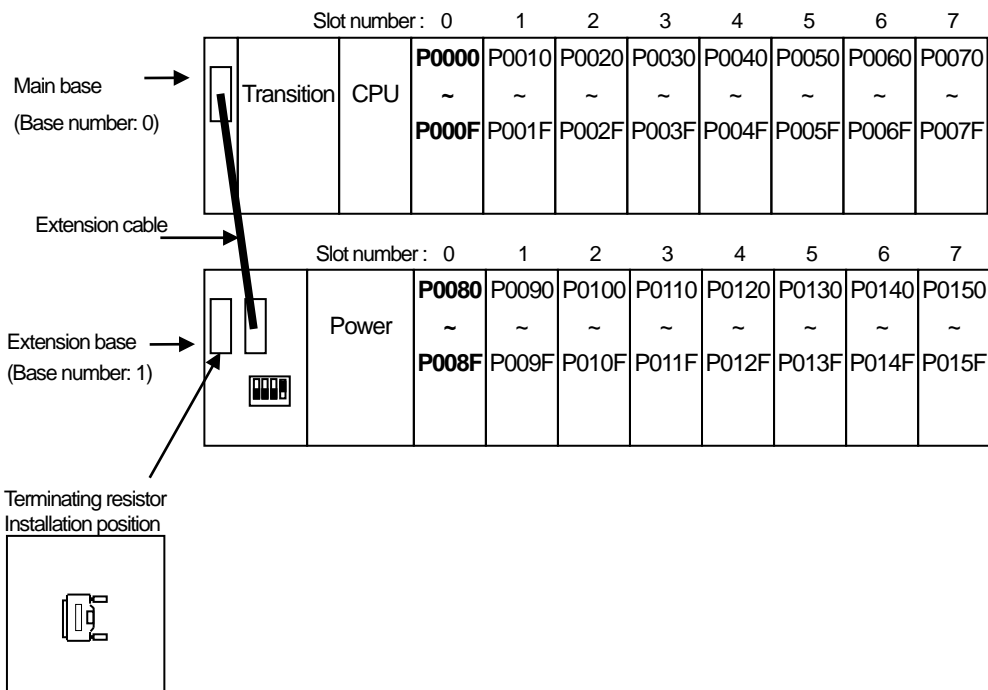 Slot number : 0 1 2 3 4 5 6 7
Main base
(Base number: 0)
Transition CPU
P0000 P0010 P0020 P0030 P0040 P0050 P0060 P0070
~ ~ ~ ~ ~ ~ ~ ~
P000F P001F P002F P003F P004F P005F P006F P007F
Extension cable
Slot number : 0 1 2 3 4 5 6 7
Extension base
(Base number: 1)
Power
P0080 P0090 P0100 P0110 P0120 P0130 P0140 P0150
~ ~ ~ ~ ~ ~ ~ ~
P008F P009F P010F P011F P012F P013F P014F P015F
Terminating resistor
Installation position